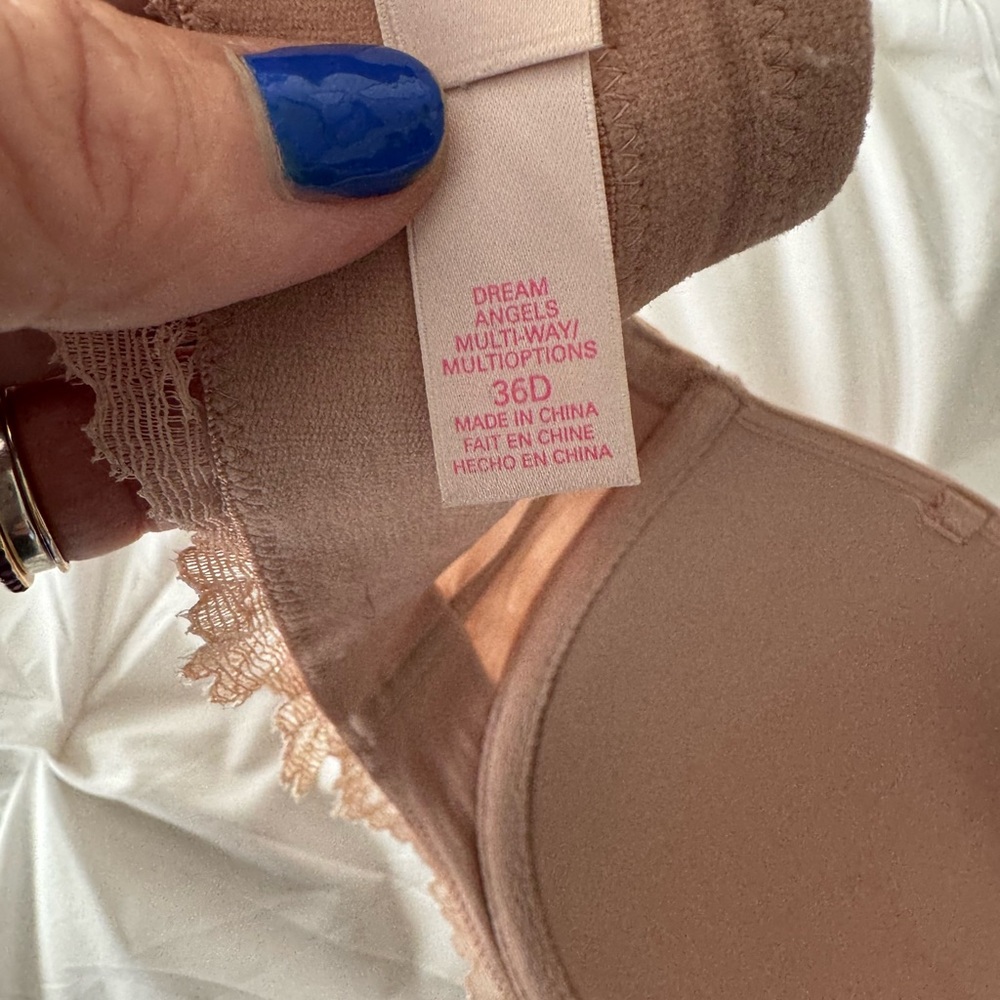 DREAM
ANGELS
MULTI-WAY/
MULTIOPTIONS
36D
MADE IN CHINA
FAIT EN CHINE
HECHO EN CHINA